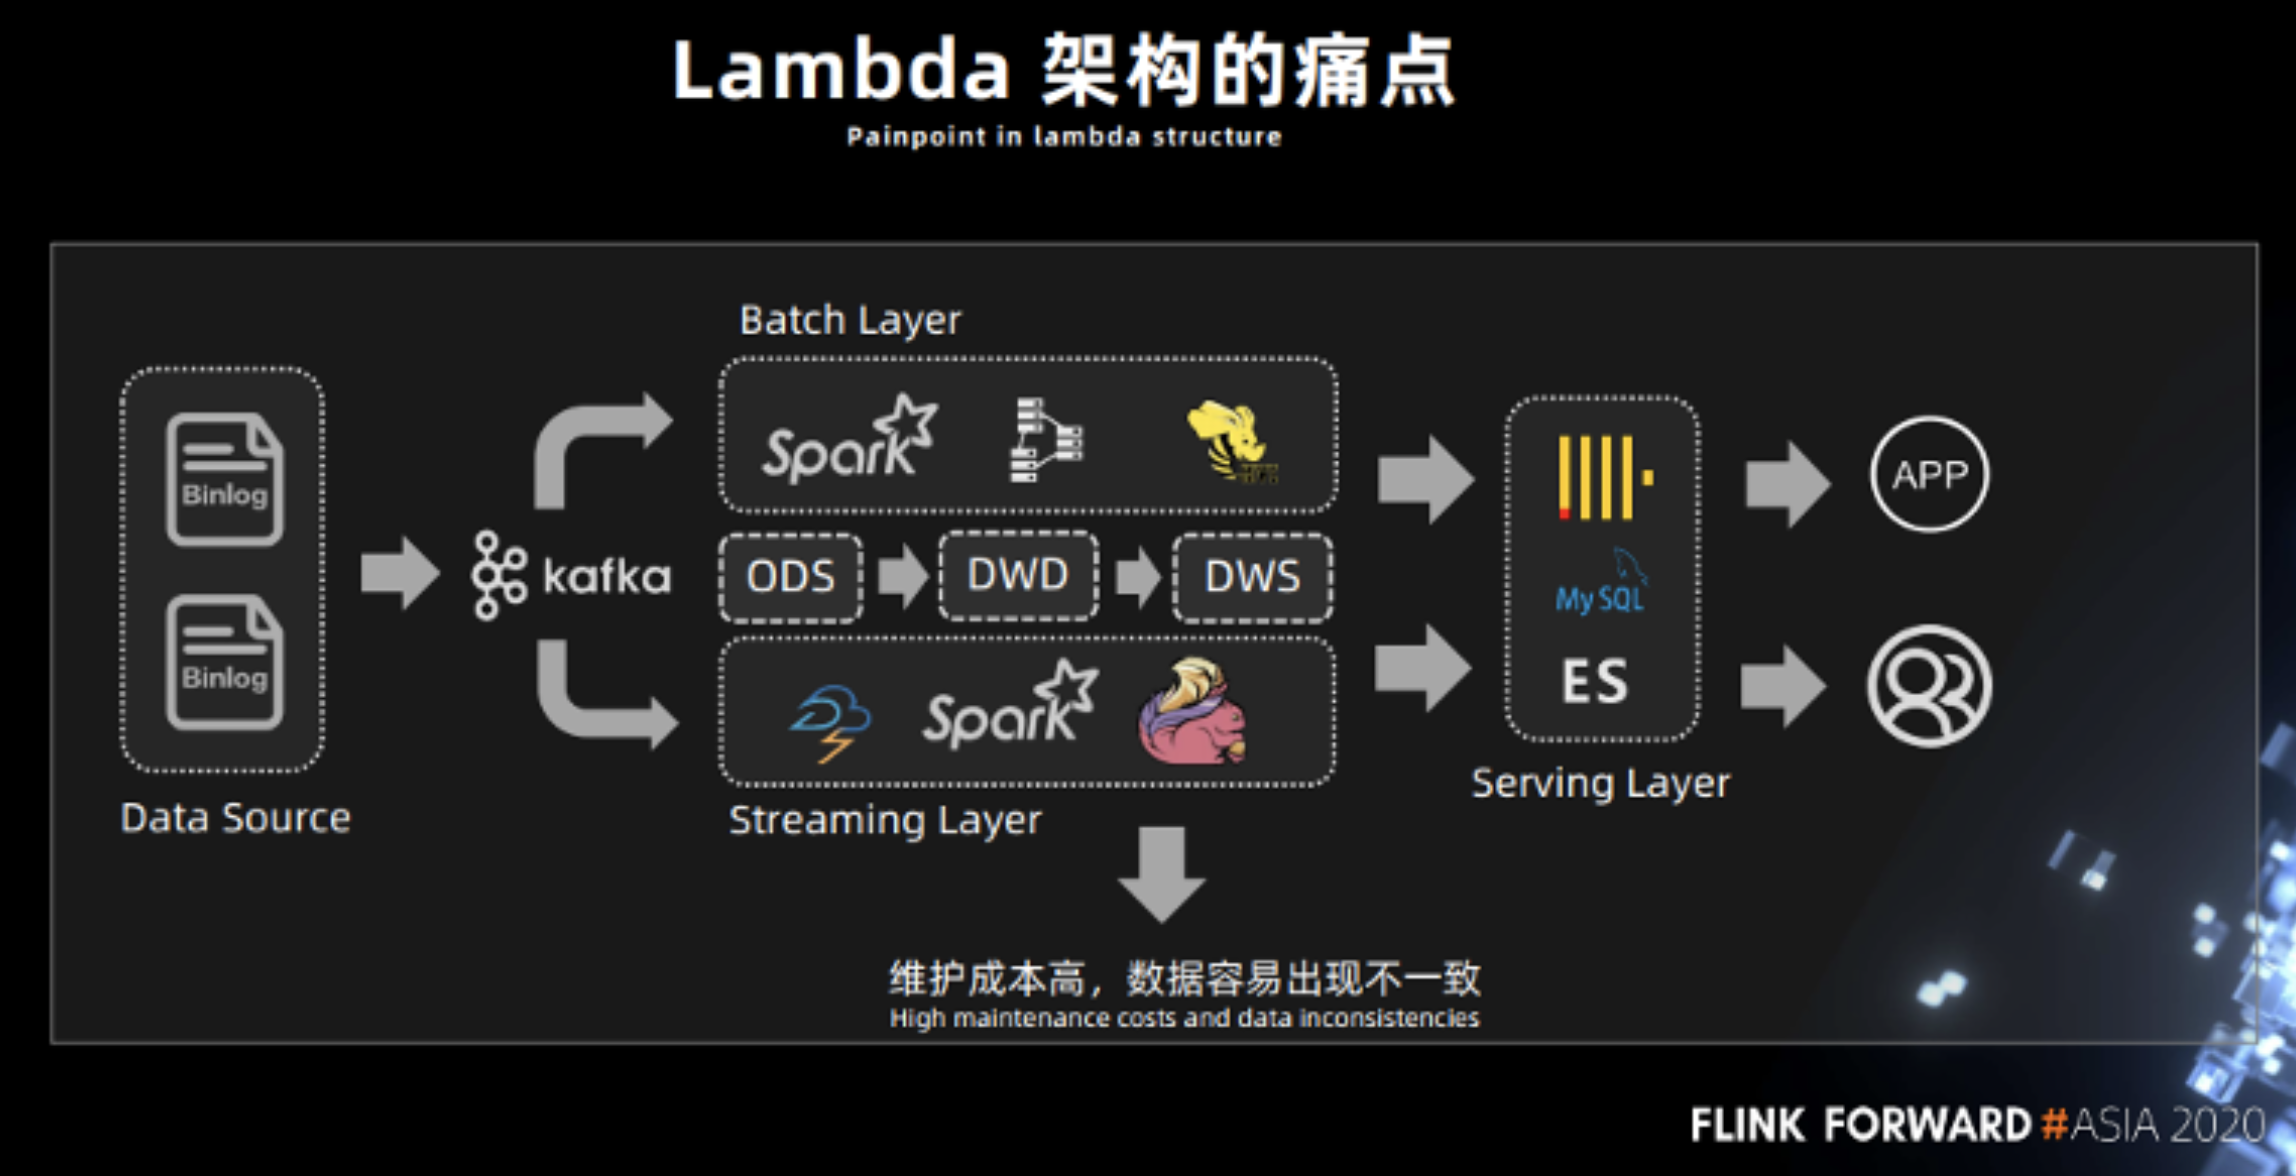 Lambda 架构的痛点
Painpoint in lambda structure
Batch Layer
Spark
Binlog
Binlog
Data Source
kafka
ODS
DWD
DWS
Spark
Streaming Layer
MySQL
ES
Serving Layer
APP
维护成本高，数据容易出现不一致
High maintenance costs and data inconsistencies
FLINK FORWARD #ASIA 2020